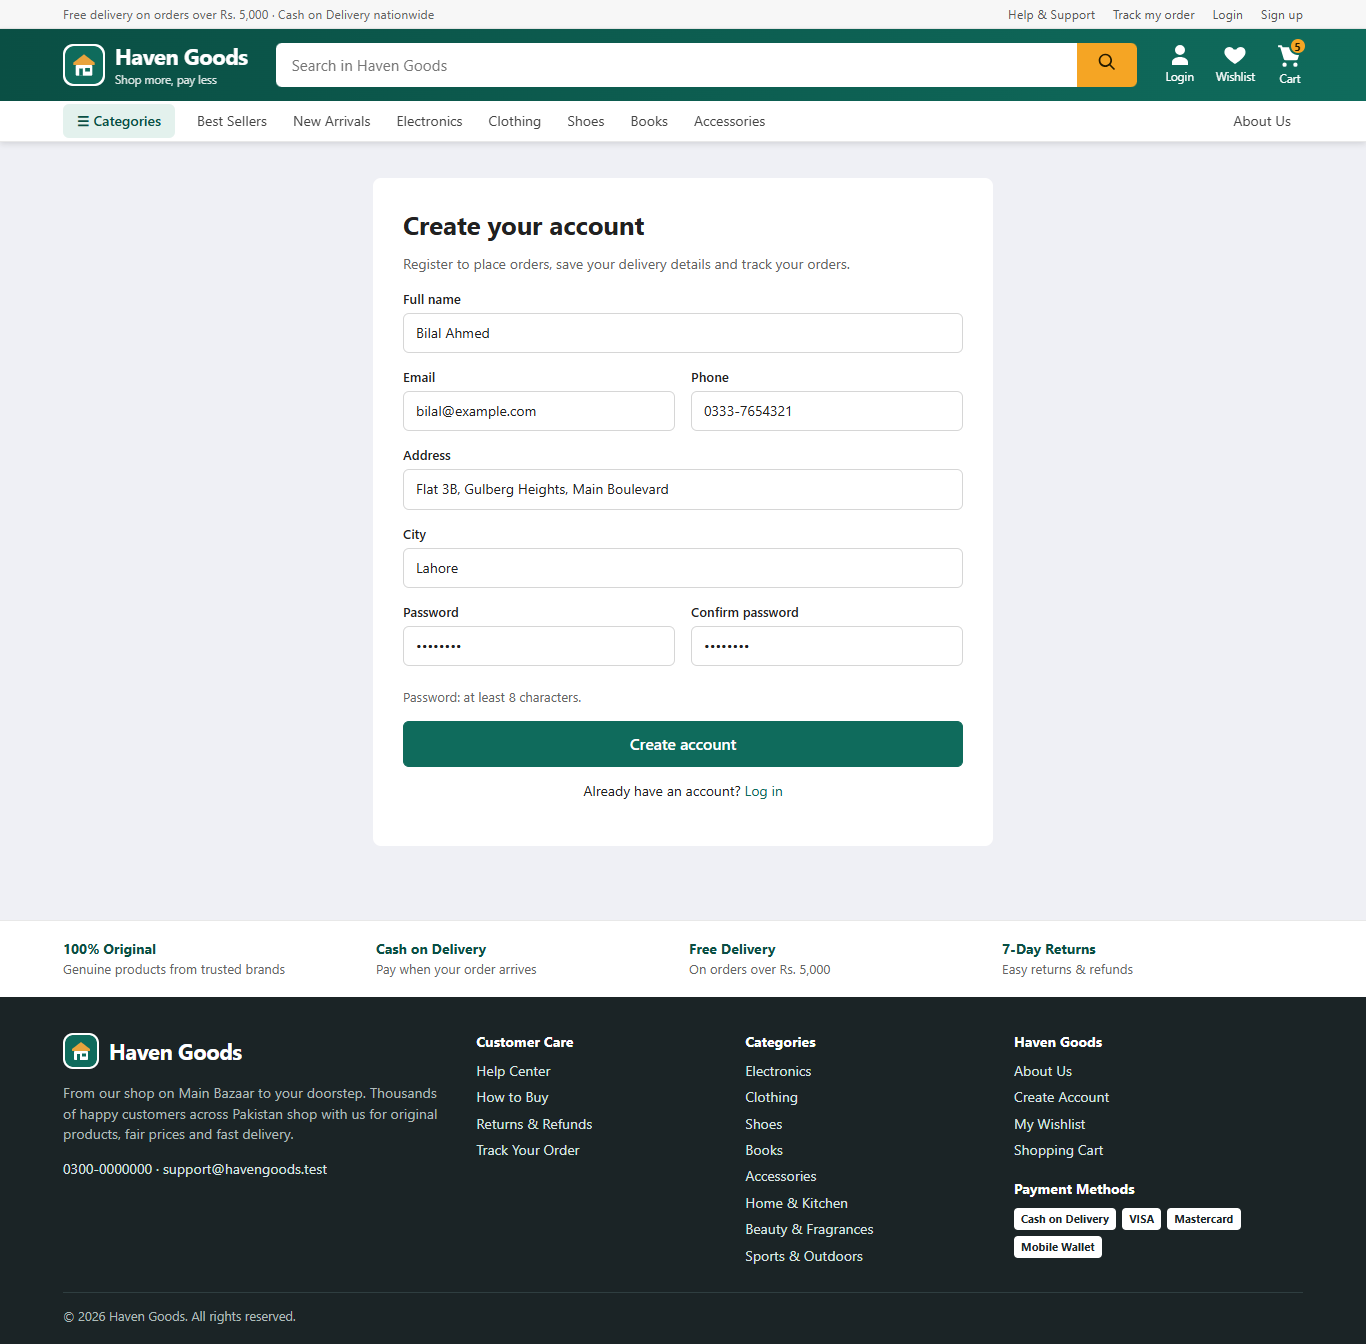 Free delivery on orders over Rs. 5,000 · Cash on Delivery nationwide
Help & Support Track my order Login Sign up
Haven Goods
Shop more, pay less
Search in Haven Goods
Login
Wishlist
5
Cart
☰ Categories Best Sellers New Arrivals Electronics Clothing Shoes Books Accessories About Us
Create your account
Register to place orders, save your delivery details and track your orders.
Full name
Bilal Ahmed
Email Phone
bilal@example.com 0333-7654321
Address
Flat 3B, Gulberg Heights, Main Boulevard
City
Lahore
Password Confirm password
•••••••• ••••••••
Password: at least 8 characters.
Create account
Already have an account? Log in
100% Original
Genuine products from trusted brands
Cash on Delivery
Pay when your order arrives
Free Delivery
On orders over Rs. 5,000
7-Day Returns
Easy returns & refunds
Haven Goods
From our shop on Main Bazaar to your doorstep. Thousands
of happy customers across Pakistan shop with us for original
products, fair prices and fast delivery.
0300-0000000 · support@havengoods.test
Customer Care
Help Center
How to Buy
Returns & Refunds
Track Your Order
Categories
Electronics
Clothing
Shoes
Books
Accessories
Home & Kitchen
Beauty & Fragrances
Sports & Outdoors
Haven Goods
About Us
Create Account
My Wishlist
Shopping Cart
Payment Methods
Cash on Delivery VISA Mastercard
Mobile Wallet
© 2026 Haven Goods. All rights reserved.